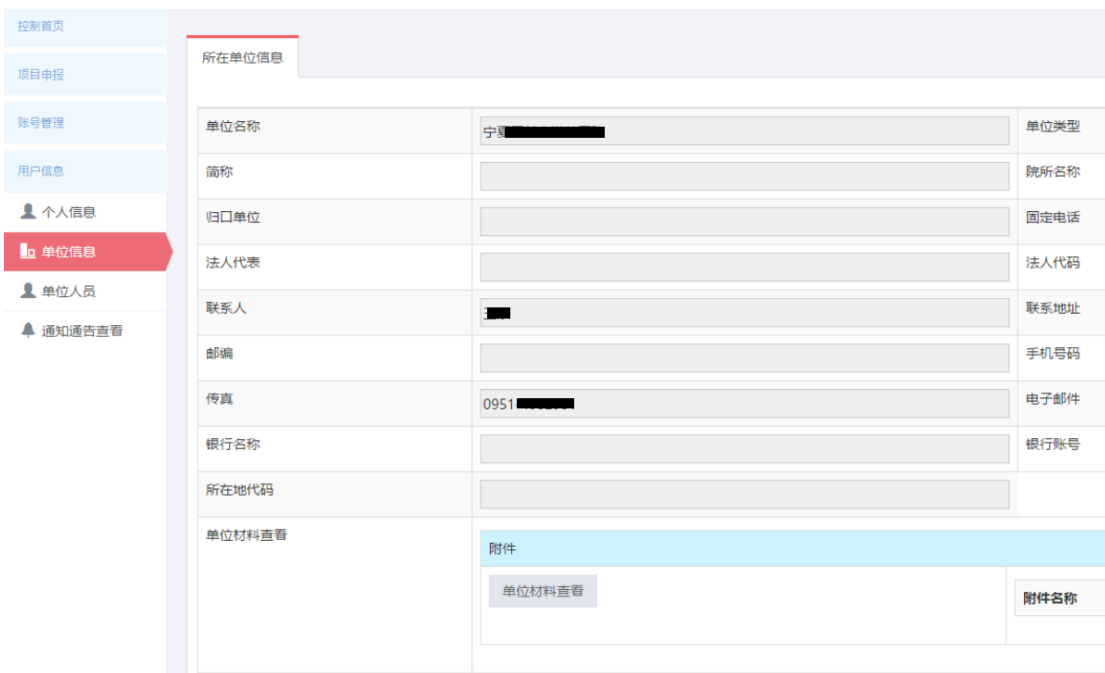 控制首页
项目申报
账号管理
用户信息
个人信息
单位信息
单位人员
通知通告查看
所在单位信息
单位名称 宁夏 单位类型
简称 院所名称
归口单位 固定电话
法人代表 法人代码
联系人 联系地址
邮编 手机号码
传真 0951 电子邮件
银行名称 银行账号
所在地代码
单位材料查看
附件
单位材料查看 附件名称